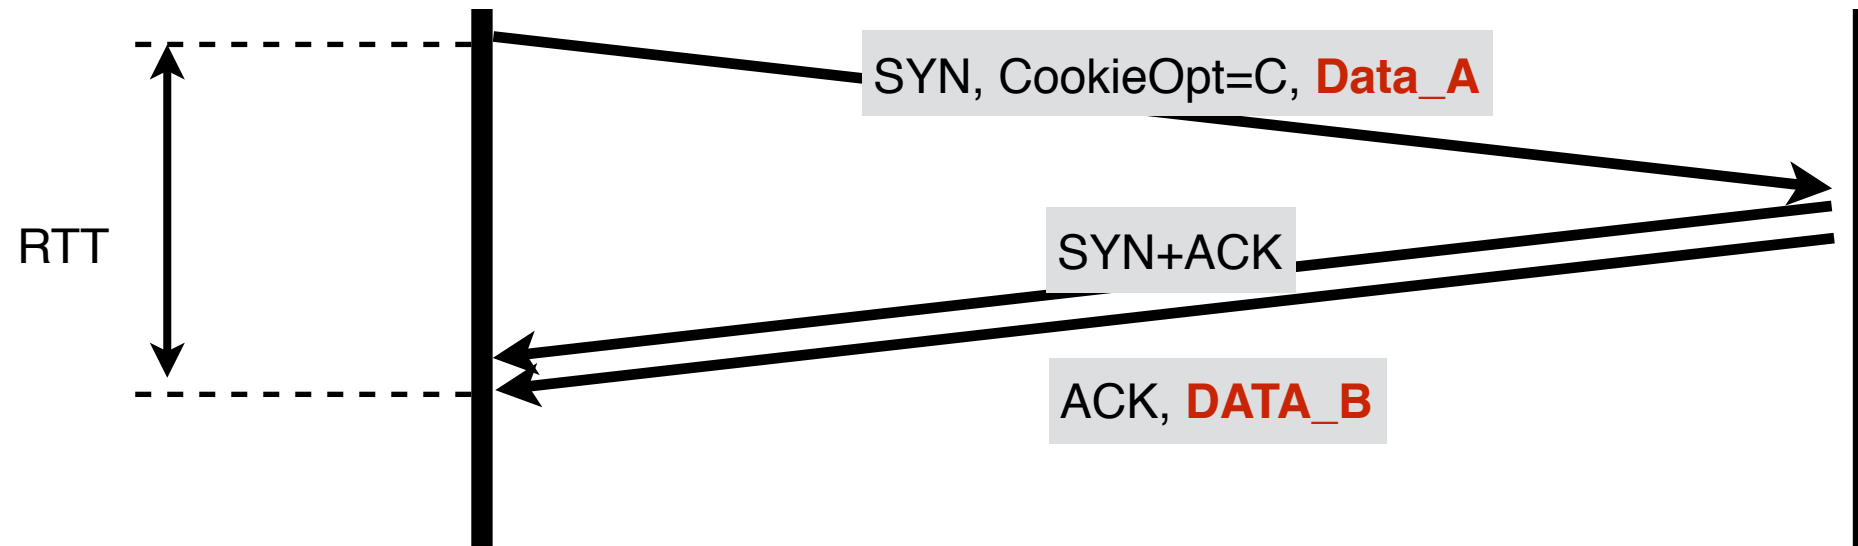 SYN, CookieOpt=C, Data_A
RTT
SYN+ACK
ACK, DATA_B